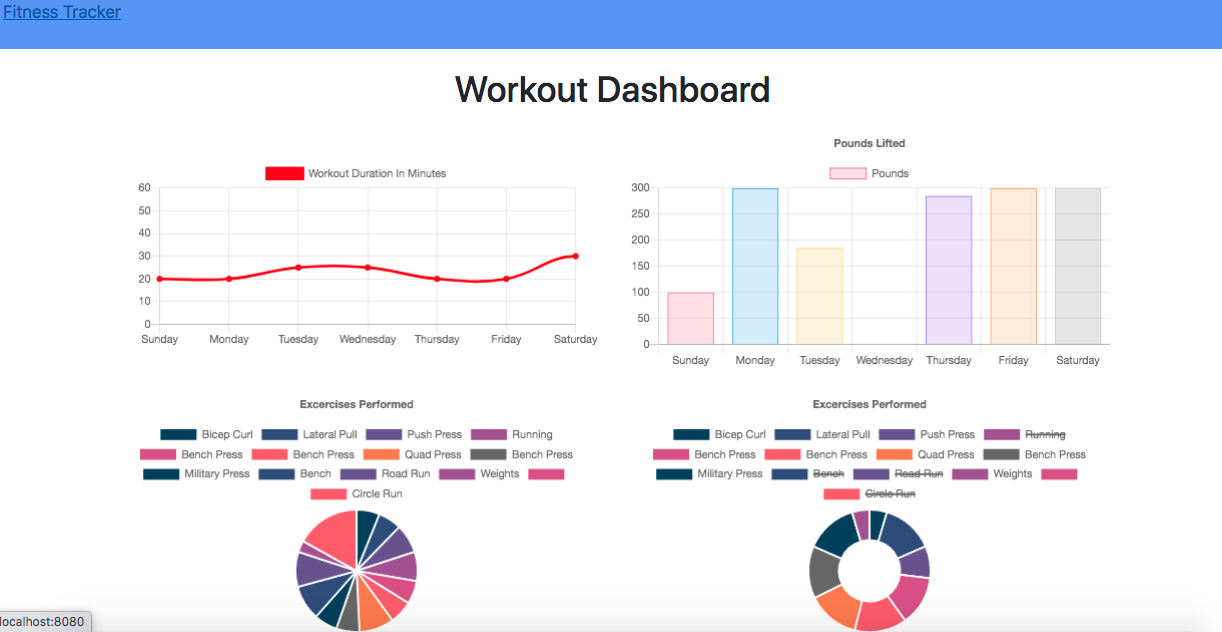 Fitness Tracker
Workout Dashboard
Workout Duration In Minutes
60
50
40
30
20
10
0
Sunday Monday Tuesday Wednesday Thursday Friday Saturday
Pounds Lifted
Pounds
300
250
200
150
100
50
0
Sunday Monday Tuesday Wednesday Thursday Friday Saturday
Excercises Performed
Bicep Curl Lateral Pull Push Press Running
Bench Press Bench Press Quad Press Bench Press
Military Press Bench Road Run Weights
Circle Run
Excercises Performed
Bicep Curl Lateral Pull Push Press Running
Bench Press Bench Press Quad Press Bench Press
Military Press Bench Road Run Weights
Circle Run
localhost:8080